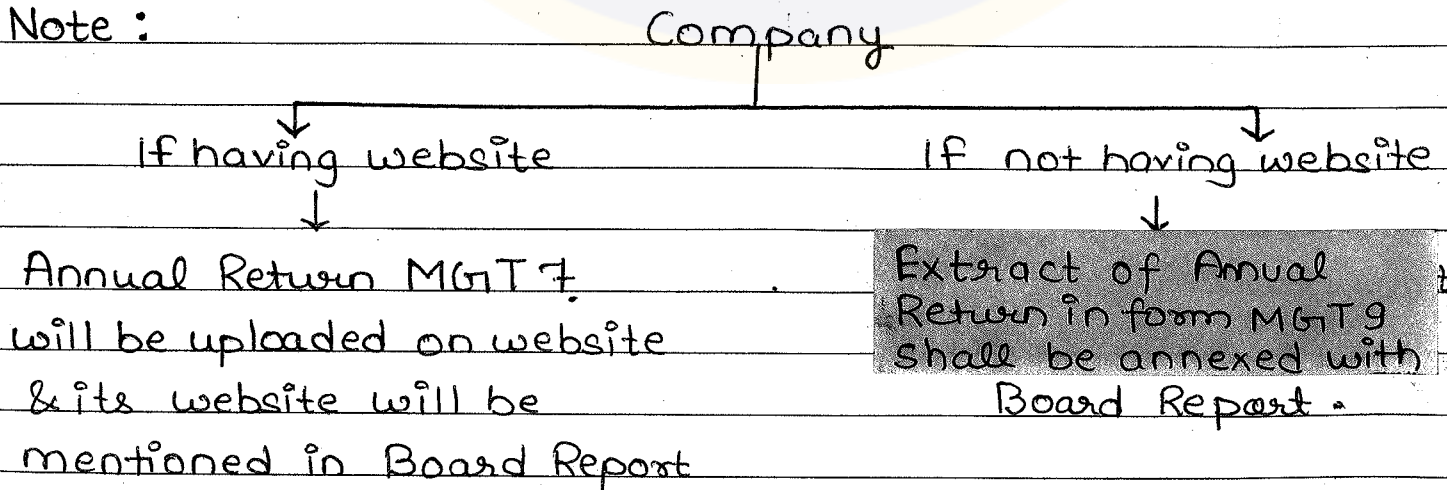 Note :
Company
If having website
If not having website
Annual Return MGT 7.
will be uploaded on website
& its website will be
mentioned in Board Report
Extract of Annual
Return in form MGT 9
shall be annexed with
Board Report.